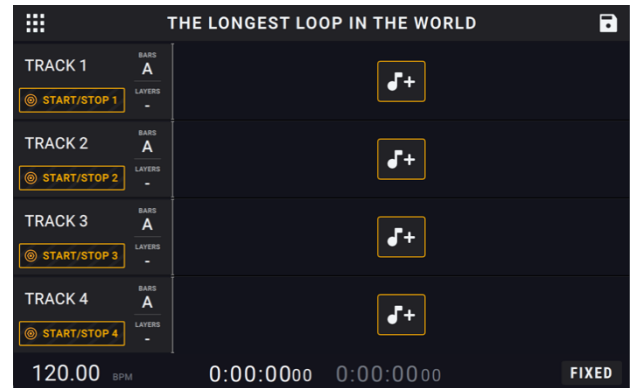 THE LONGEST LOOP IN THE WORLD
TRACK 1
BARS
A
START/STOP 1
LAYERS
-
TRACK 2
BARS
A
START/STOP 2
LAYERS
-
TRACK 3
BARS
A
START/STOP 3
LAYERS
-
TRACK 4
BARS
A
START/STOP 4
LAYERS
-
120.00 BPM 0:00:0000 0:00:0000 FIXED